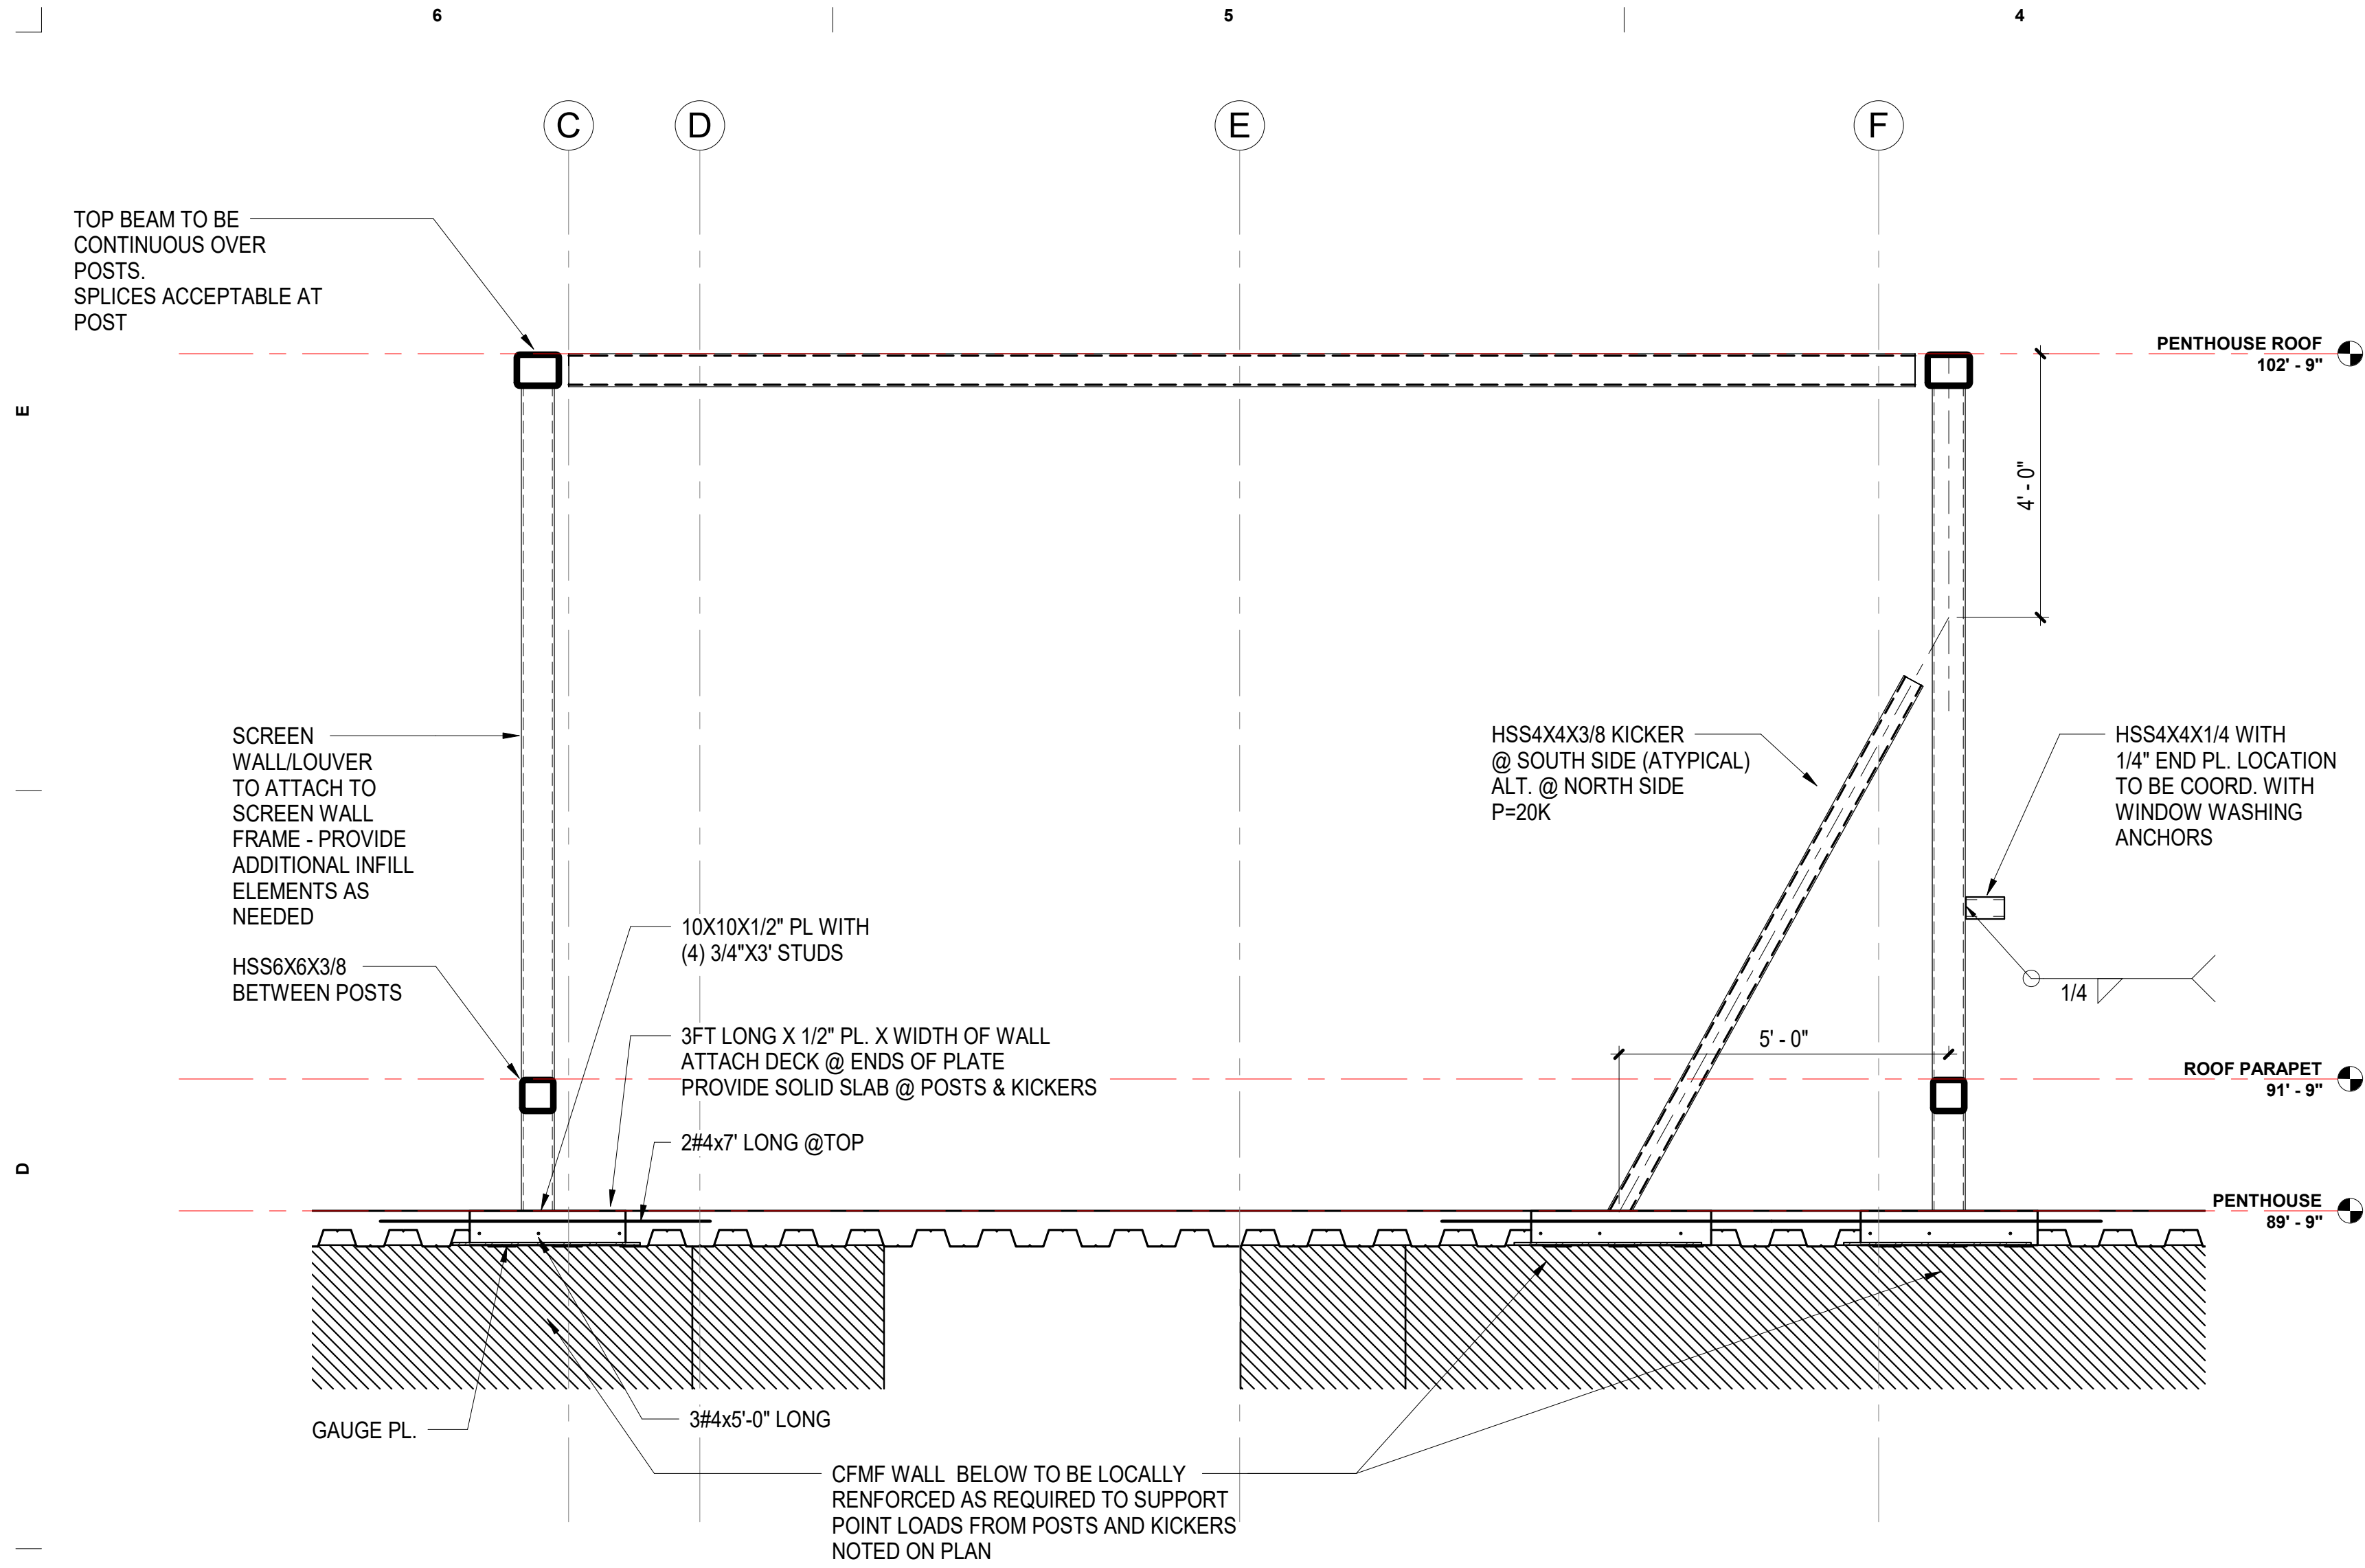 6
5
4
C
D
E
F
TOP BEAM TO BE
CONTINUOUS OVER
POSTS.
SPLICES ACCEPTABLE AT
POST
PENTHOUSE ROOF
102' - 9"
E
4' - 0"
SCREEN
WALL/LOUVER
TO ATTACH TO
SCREEN WALL
FRAME - PROVIDE
ADDITIONAL INFILL
ELEMENTS AS
NEEDED
HSS4X4X3/8 KICKER
@ SOUTH SIDE (ATYPICAL)
ALT. @ NORTH SIDE
P=20K
HSS4X4X1/4 WITH
1/4" END PL. LOCATION
TO BE COORD. WITH
WINDOW WASHING
ANCHORS
10X10X1/2" PL WITH
(4) 3/4"X3' STUDS
HSS6X6X3/8
BETWEEN POSTS
1/4
3FT LONG X 1/2" PL. X WIDTH OF WALL
ATTACH DECK @ ENDS OF PLATE
PROVIDE SOLID SLAB @ POSTS & KICKERS
5' - 0"
ROOF PARAPET
91' - 9"
2#4x7' LONG @TOP
D
PENTHOUSE
89' - 9"
GAUGE PL.
3#4x5'-0" LONG
CFMF WALL  BELOW TO BE LOCALLY
RENFORCED AS REQUIRED TO SUPPORT
POINT LOADS FROM POSTS AND KICKERS
NOTED ON PLAN